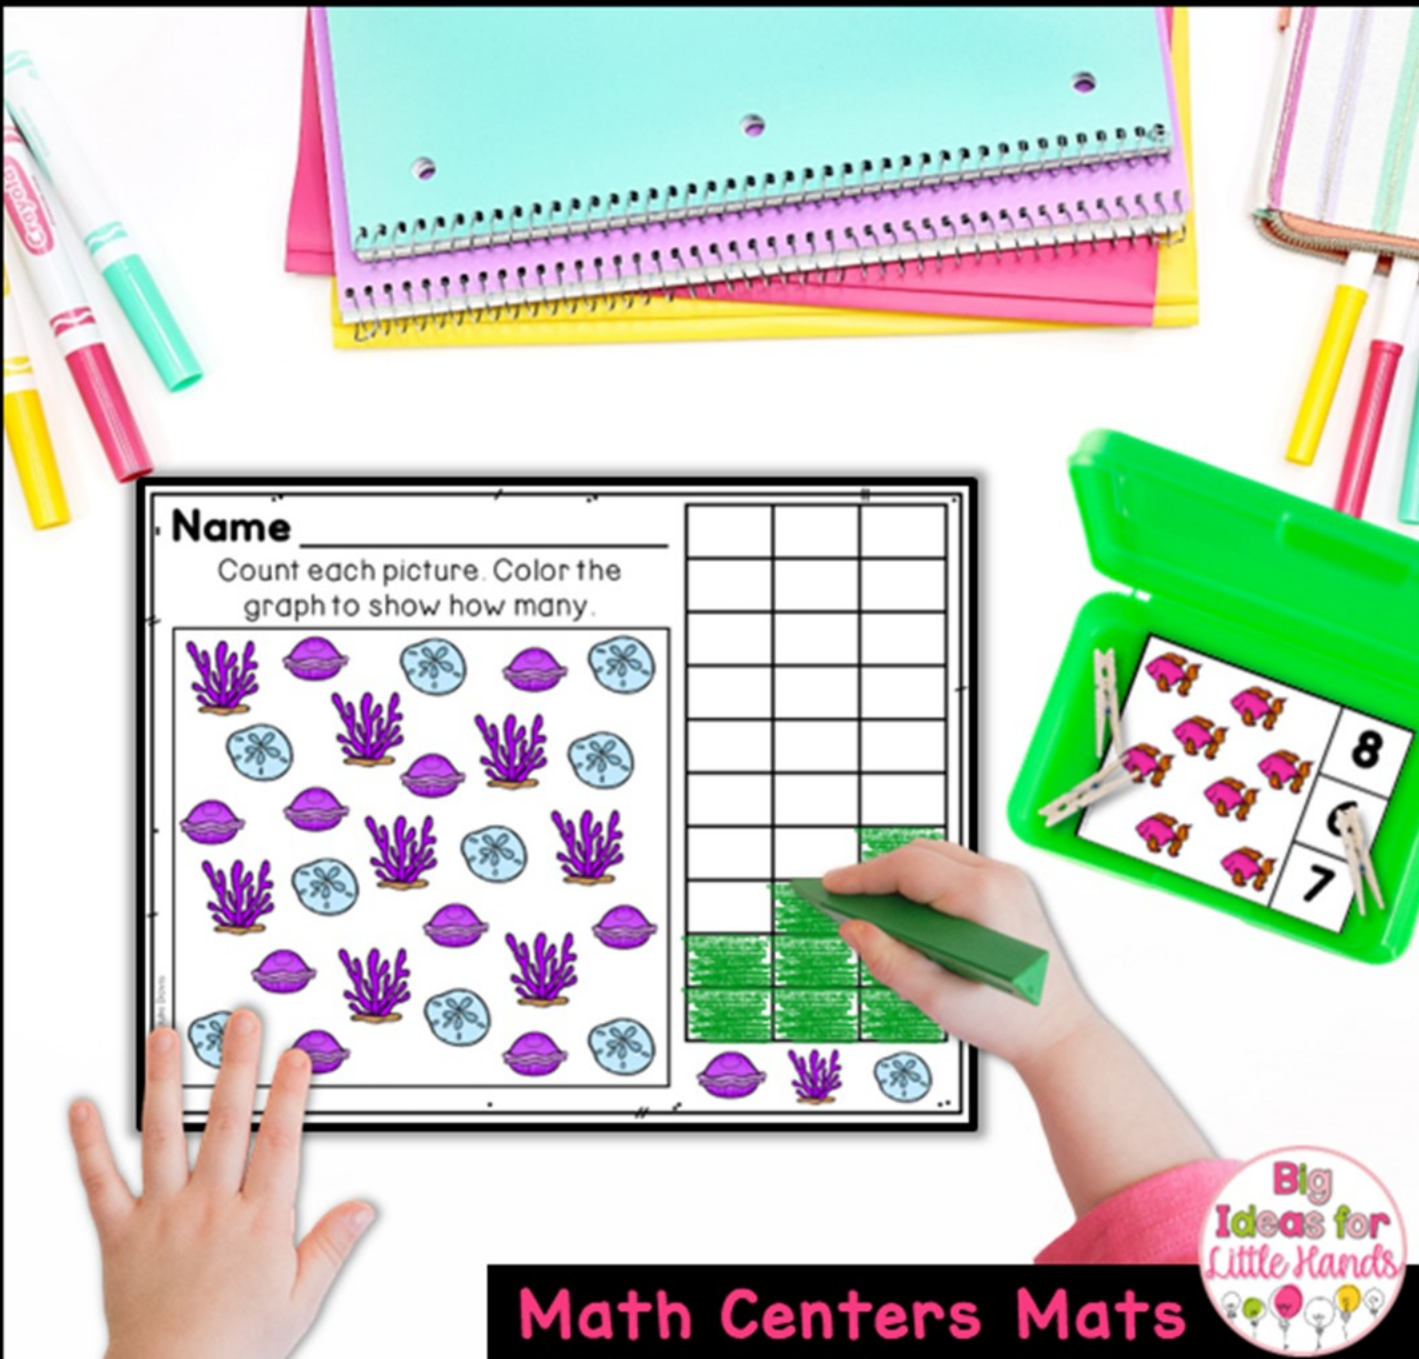 Crayola
Name
Count each picture. Color the
graph to show how many.
8
7
Big
Ideas for
Little Hands
Math Centers Mats